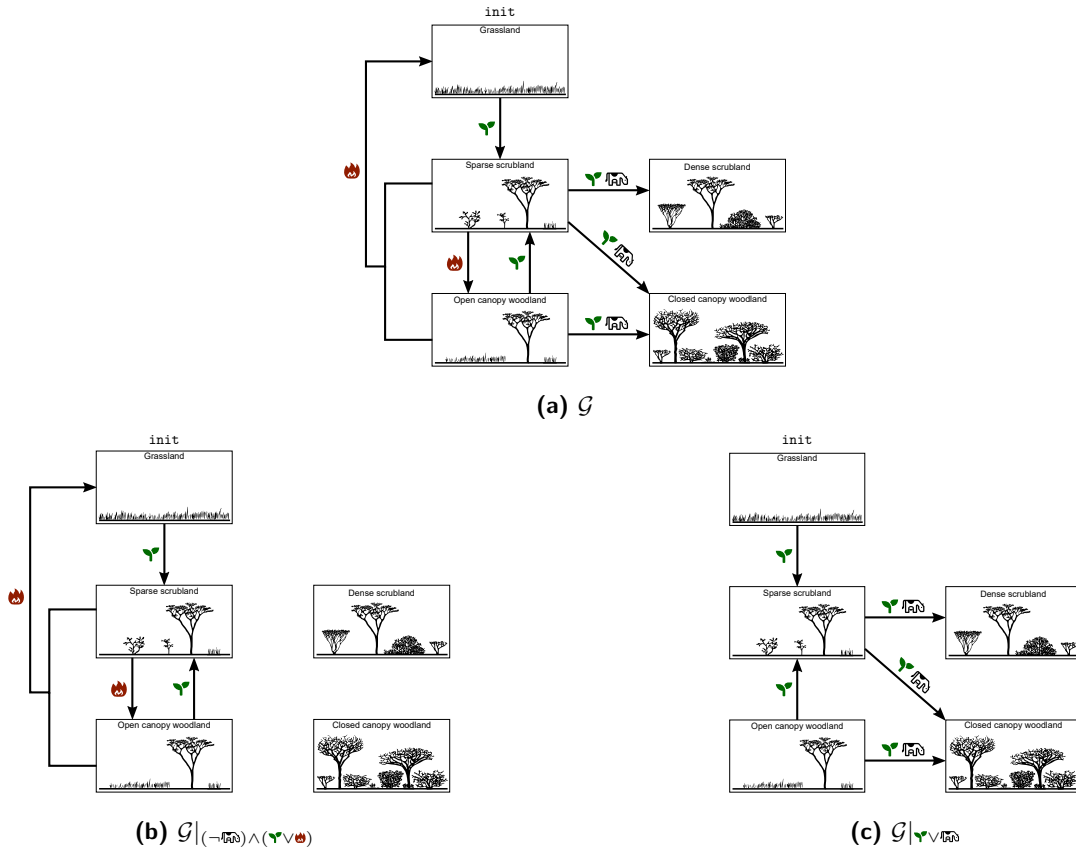 init
Grassland
Sparse scrubland
Dense scrubland
Open canopy woodland
Closed canopy woodland
(a) 𝒢
init
Grassland
Sparse scrubland
Dense scrubland
Open canopy woodland
Closed canopy woodland
(b) 𝒢|(¬🐄)∧(🌱∨🔥)
init
Grassland
Sparse scrubland
Dense scrubland
Open canopy woodland
Closed canopy woodland
(c) 𝒢|🌱∨🐄